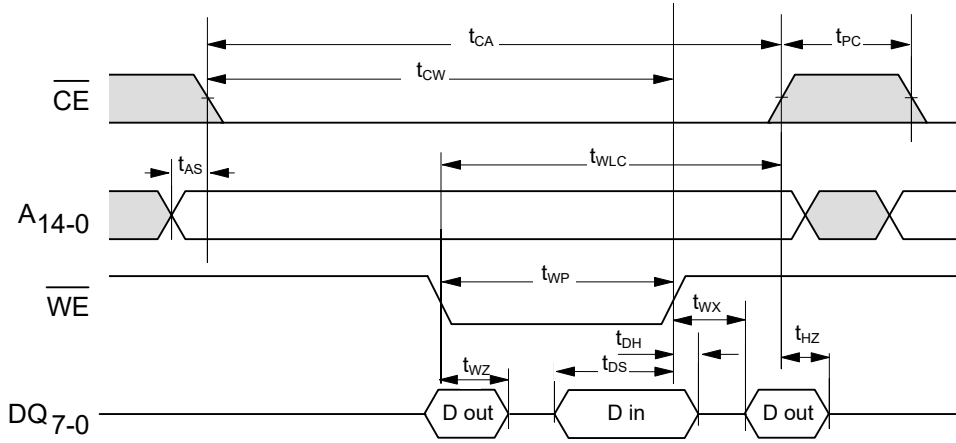 tCA
tPC
tCW
CE
tWLC
tAS
A14-0
tWP
WE
tWX
tDH
tHZ
tWZ
tDS
DQ7-0
D out
D in
D out